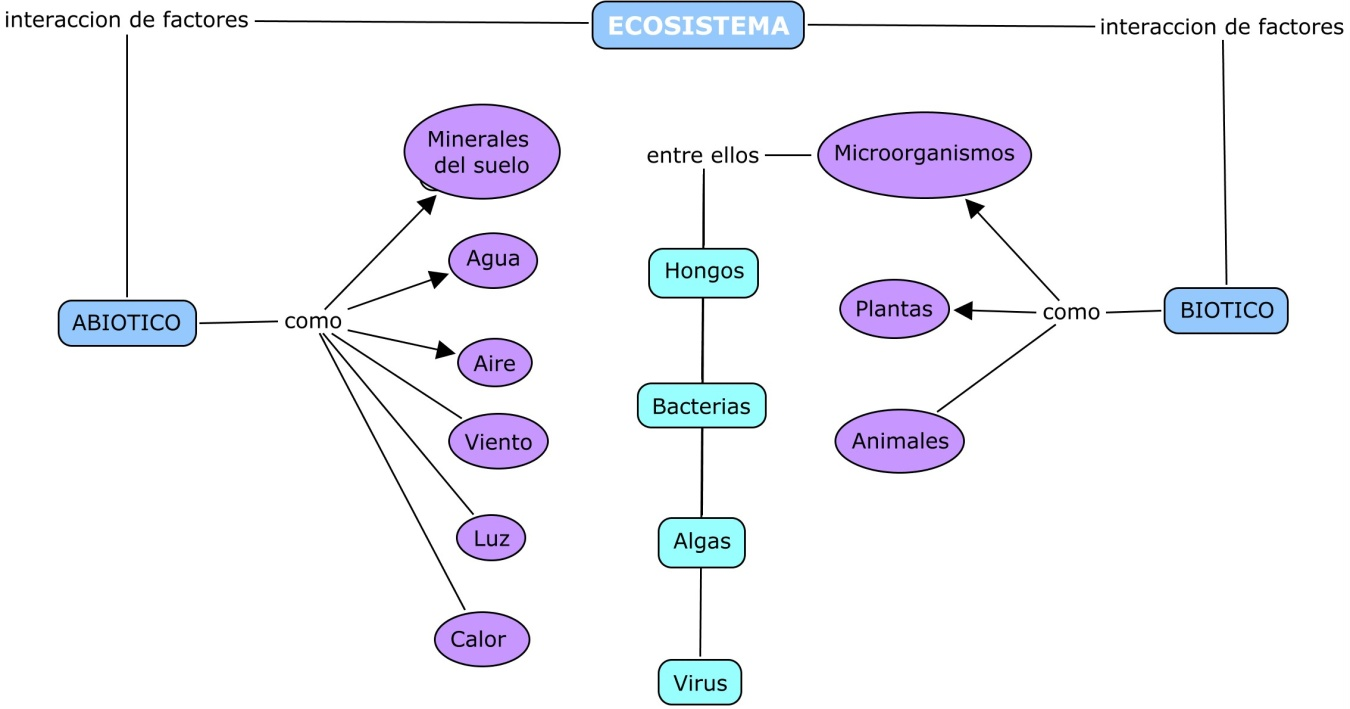 interaccion de factores
ECOSISTEMA
interaccion de factores
Minerales
del suelo
Agua
Aire
Viento
Luz
Calor
ABIOTICO
como
entre ellos
Microorganismos
Hongos
Bacterias
Algas
Virus
Plantas
Animales
como
BIOTICO